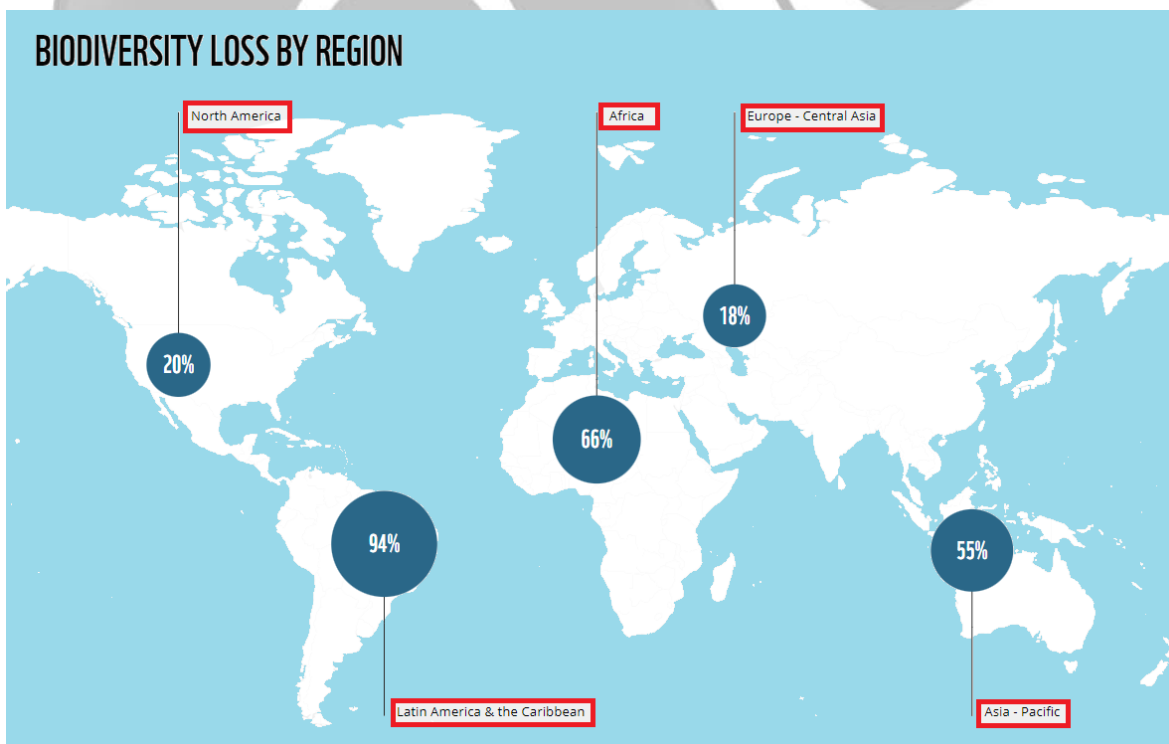 BIODIVERSITY LOSS BY REGION
North America
Africa
Europe - Central Asia
18%
20%
66%
94%
55%
Latin America & the Caribbean
Asia - Pacific